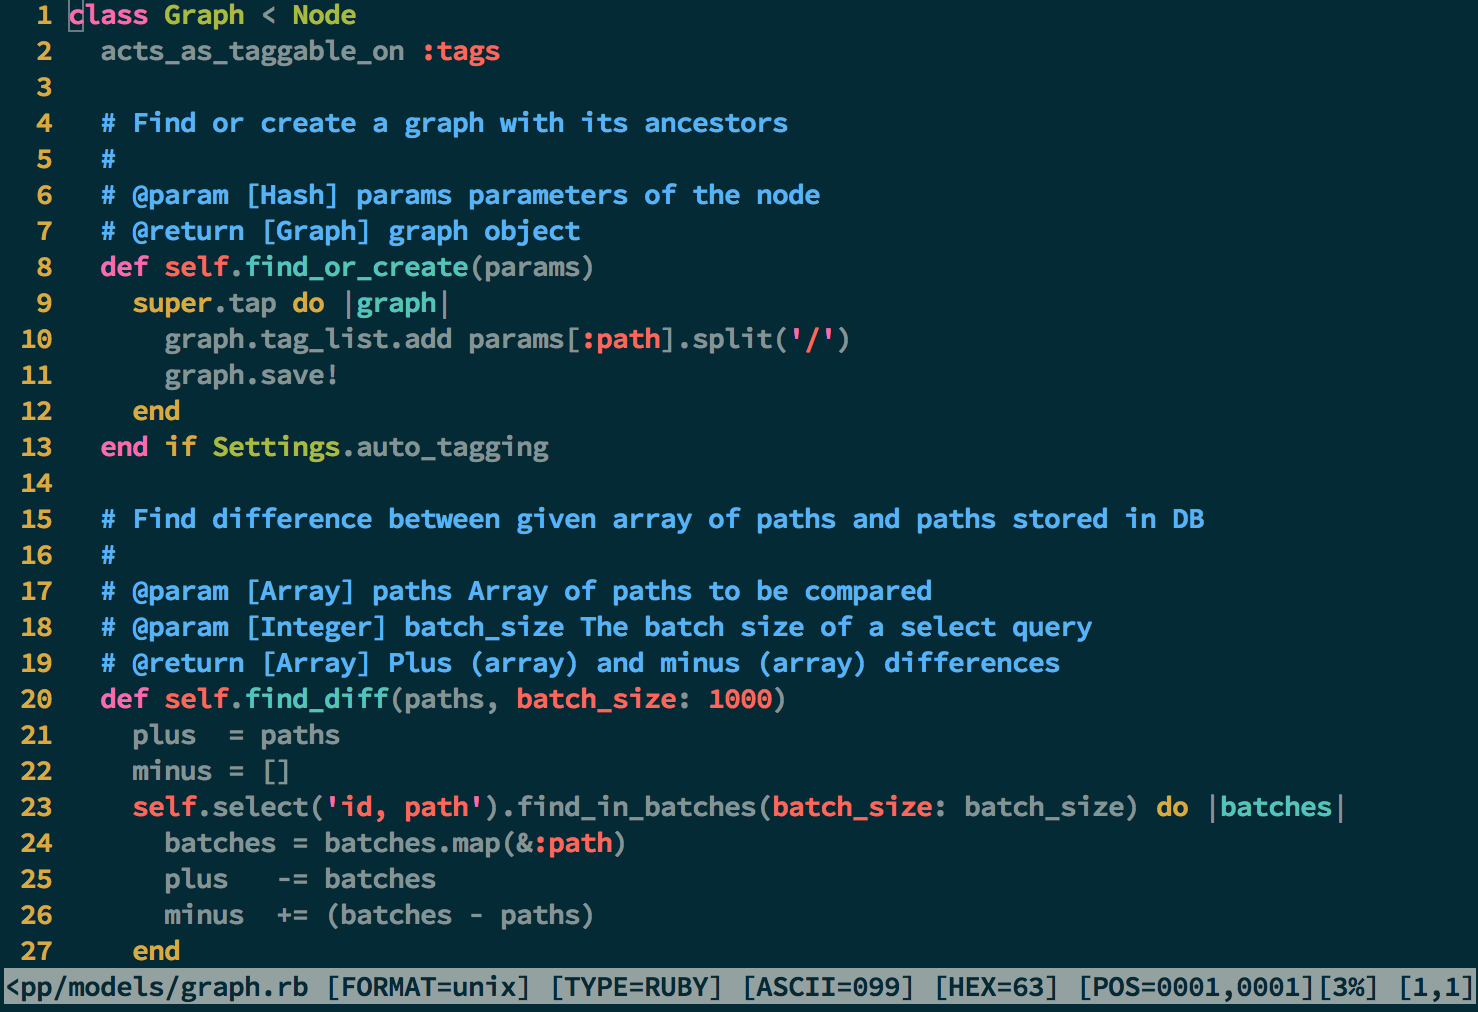 1 class Graph < Node
2   acts_as_taggable_on :tags
3
4   # Find or create a graph with its ancestors
5   #
6   # @param [Hash] params parameters of the node
7   # @return [Graph] graph object
8   def self.find_or_create(params)
9     super.tap do |graph|
10       graph.tag_list.add params[:path].split('/')
11       graph.save!
12     end
13   end if Settings.auto_tagging
14
15   # Find difference between given array of paths and paths stored in DB
16   #
17   # @param [Array] paths Array of paths to be compared
18   # @param [Integer] batch_size The batch size of a select query
19   # @return [Array] Plus (array) and minus (array) differences
20   def self.find_diff(paths, batch_size: 1000)
21     plus  = paths
22     minus = []
23     self.select('id, path').find_in_batches(batch_size: batch_size) do |batches|
24       batches = batches.map(&:path)
25       plus   -= batches
26       minus  += (batches - paths)
27     end
<pp/models/graph.rb [FORMAT=unix] [TYPE=RUBY] [ASCII=099] [HEX=63] [POS=0001,0001][3%] [1,1]